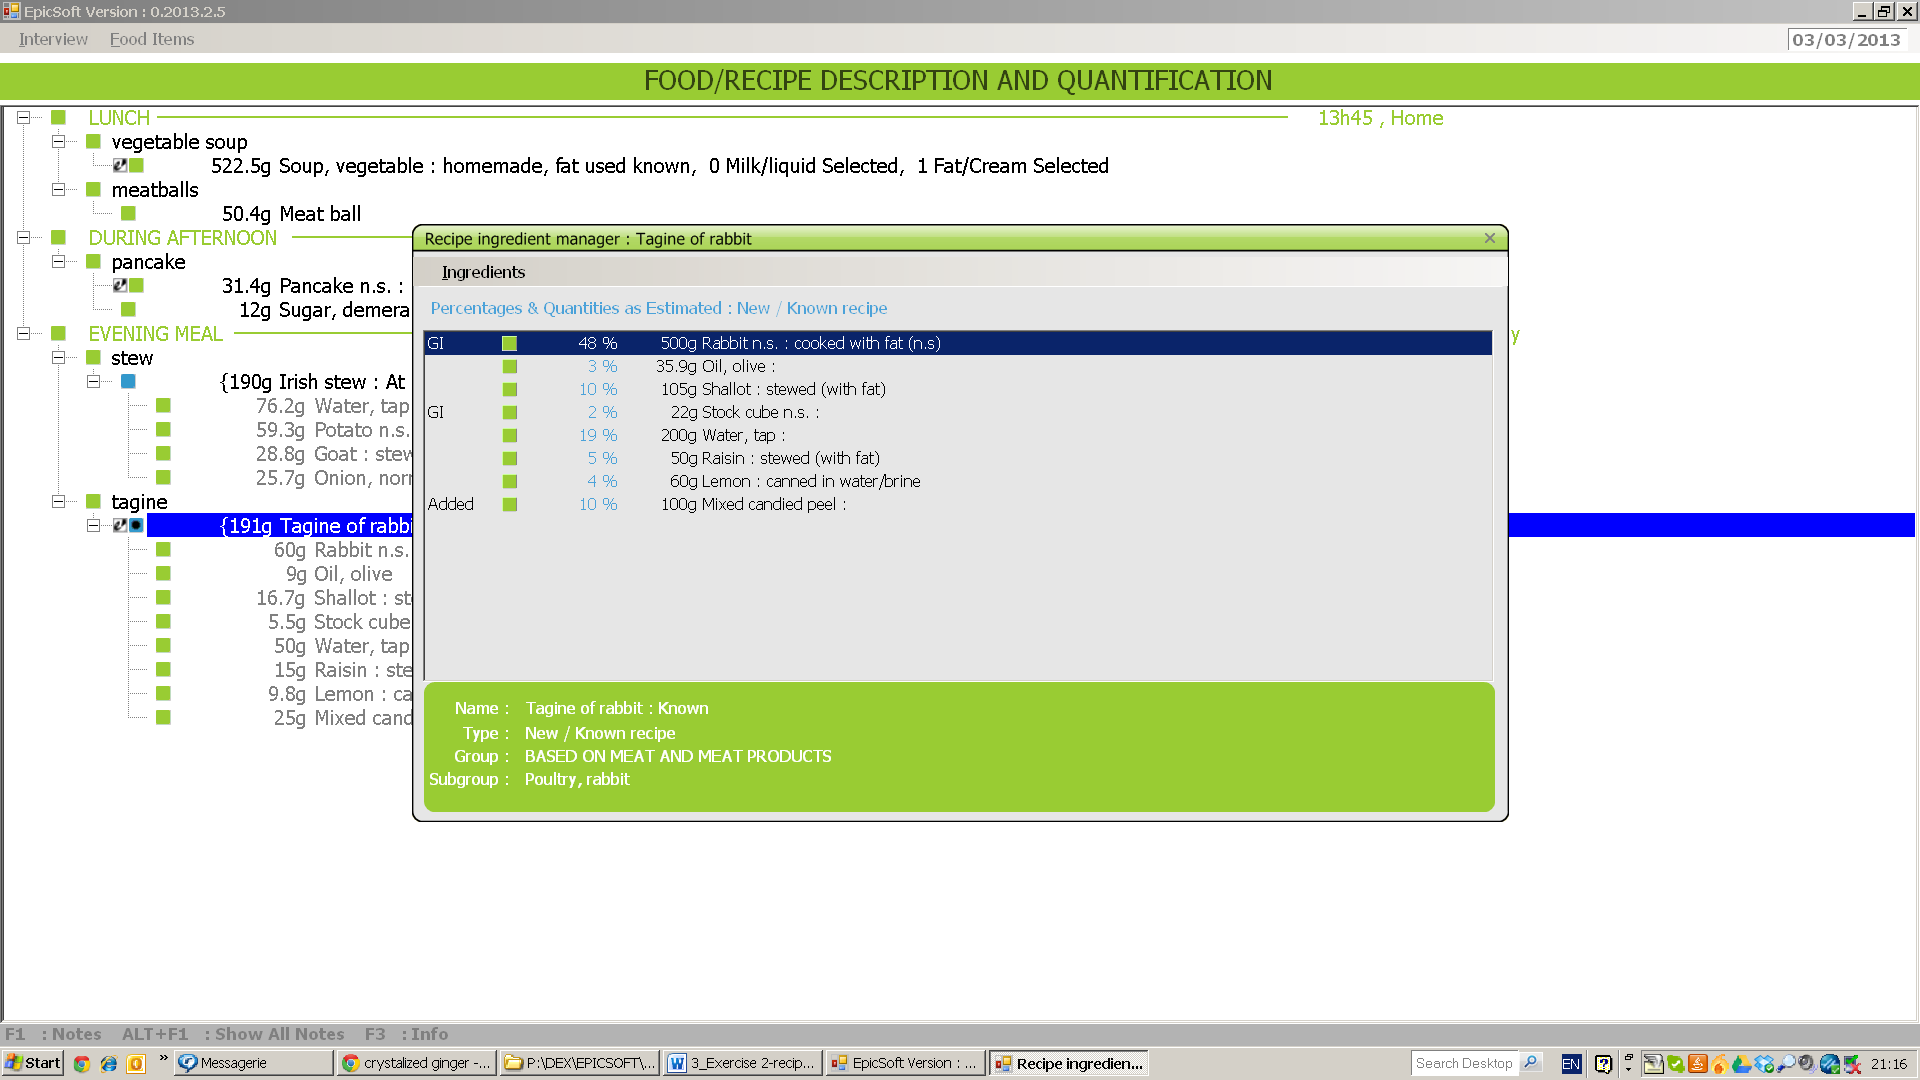 EpicSoft Version : 0.2013.2.5
Interview Food Items 03/03/2013
FOOD/RECIPE DESCRIPTION AND QUANTIFICATION
LUNCH 13h45 , Home
vegetable soup
522.5g Soup, vegetable : homemade, fat used known, 0 Milk/liquid Selected, 1 Fat/Cream Selected
meatballs
50.4g Meat ball
DURING AFTERNOON
pancake
31.4g Pancake n.s. :
12g Sugar, demera
EVENING MEAL y
stew
{190g Irish stew : At
76.2g Water, tap
59.3g Potato n.s.
28.8g Goat : stew
25.7g Onion, norr
tagine
{191g Tagine of rabbi
60g Rabbit n.s.
9g Oil, olive
16.7g Shallot : ste
5.5g Stock cube
50g Water, tap
15g Raisin : ste
9.8g Lemon : ca
25g Mixed cand
Recipe ingredient manager : Tagine of rabbit
Ingredients
Percentages & Quantities as Estimated : New / Known recipe
GI 48 % 500g Rabbit n.s. : cooked with fat (n.s)
3 % 35.9g Oil, olive :
10 % 105g Shallot : stewed (with fat)
GI 2 % 22g Stock cube n.s. :
19 % 200g Water, tap :
5 % 50g Raisin : stewed (with fat)
4 % 60g Lemon : canned in water/brine
Added 10 % 100g Mixed candied peel :
Name : Tagine of rabbit : Known
Type : New / Known recipe
Group : BASED ON MEAT AND MEAT PRODUCTS
Subgroup : Poultry, rabbit
F1 : Notes ALT+F1 : Show All Notes F3 : Info
Start » Messagerie crystalized ginger -... P:\DEX\EPICSOFT\... 3_Exercise 2-recip... EpicSoft Version : ... Recipe ingredien... Search Desktop EN 21:16